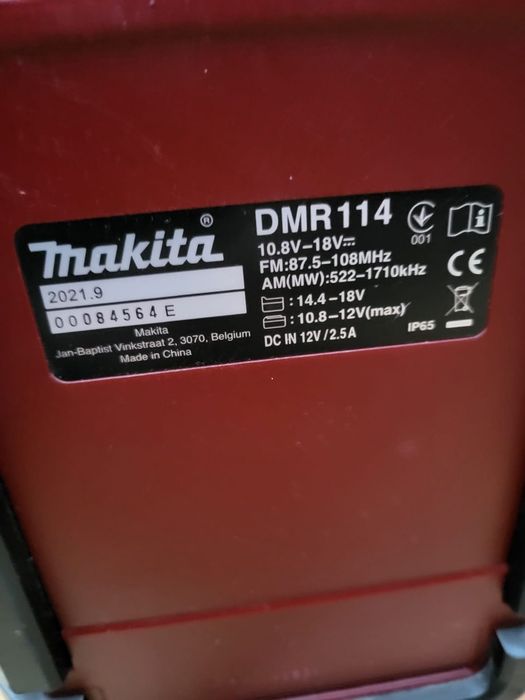 makita®
2021.9
00084564 E
Makita
Jan-Baptist Vinkstraat 2, 3070, Belgium
Made in China
DMR114
10.8V⎓18V⎓
FM:87.5-108MHz
AM(MW):522-1710kHz
:14.4-18V
:10.8-12V(max)
DC IN 12V/2.5A
001
i
CE
IP65